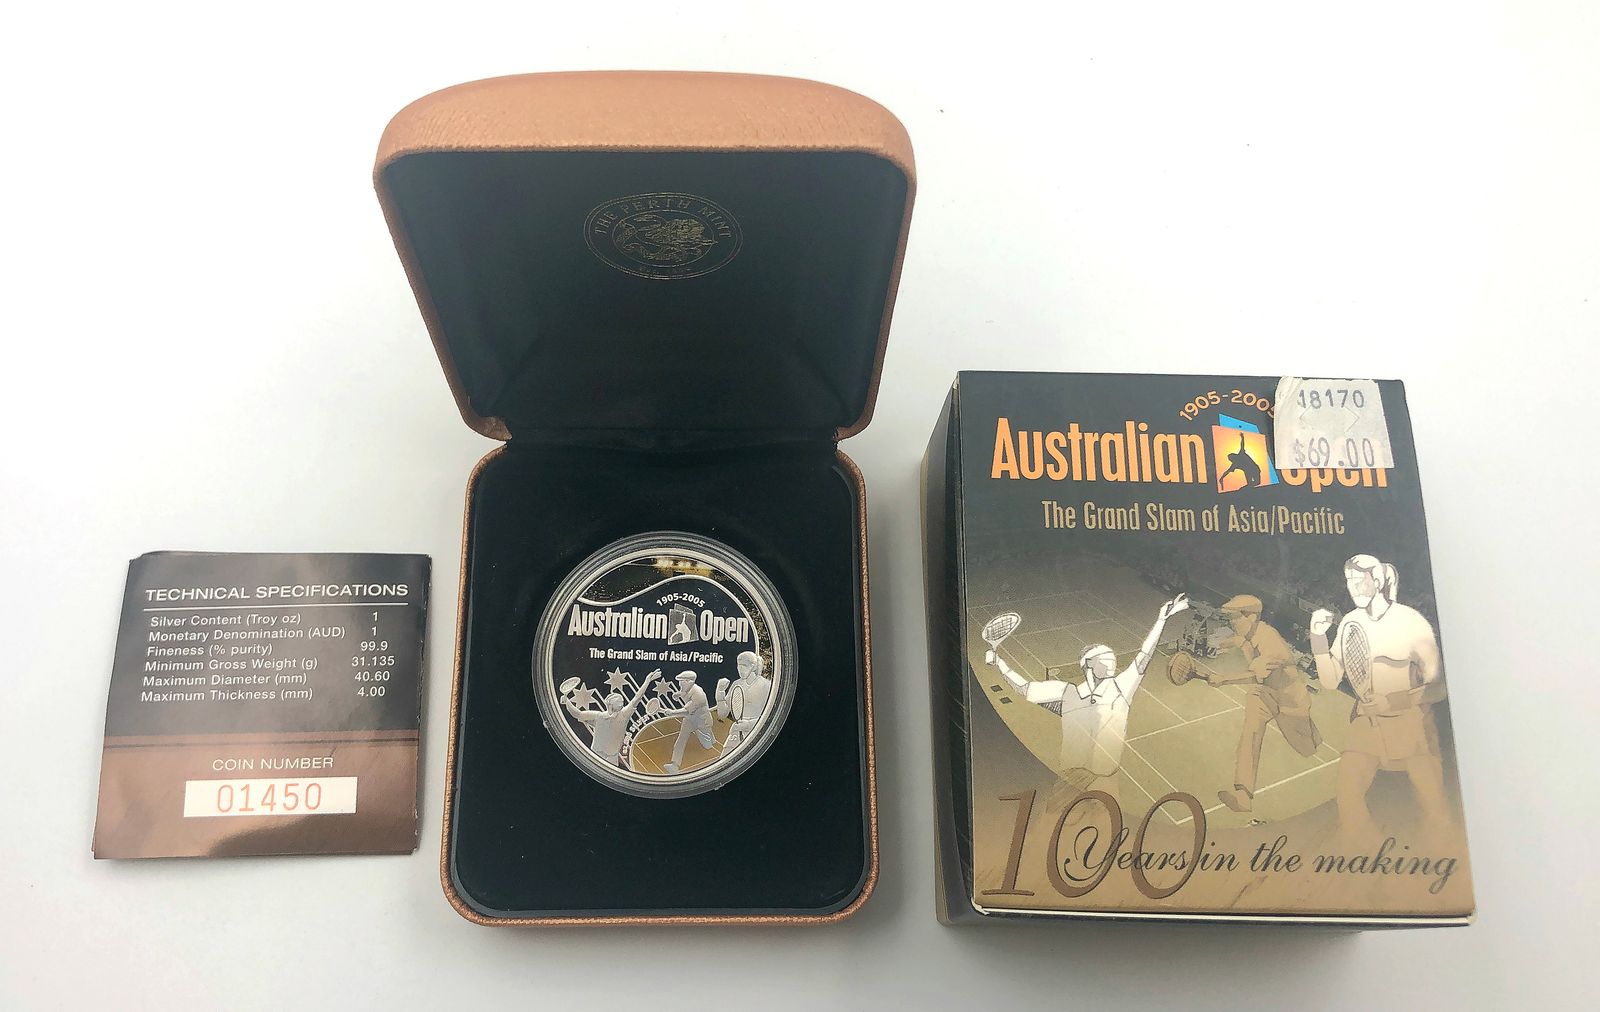 TECHNICAL SPECIFICATIONS
Silver Content (Troy oz) 1
Monetary Denomination (AUD) 1
Fineness (% purity) 99.9
Minimum Gross Weight (g) 31.135
Maximum Diameter (mm) 40.60
Maximum Thickness (mm) 4.00
COIN NUMBER
01450
THE PERTH MINT
1905-2005
Australian Open
The Grand Slam of Asia/Pacific
1905-2005
Australian Open
The Grand Slam of Asia/Pacific
18170
$69.00
100 Years in the making